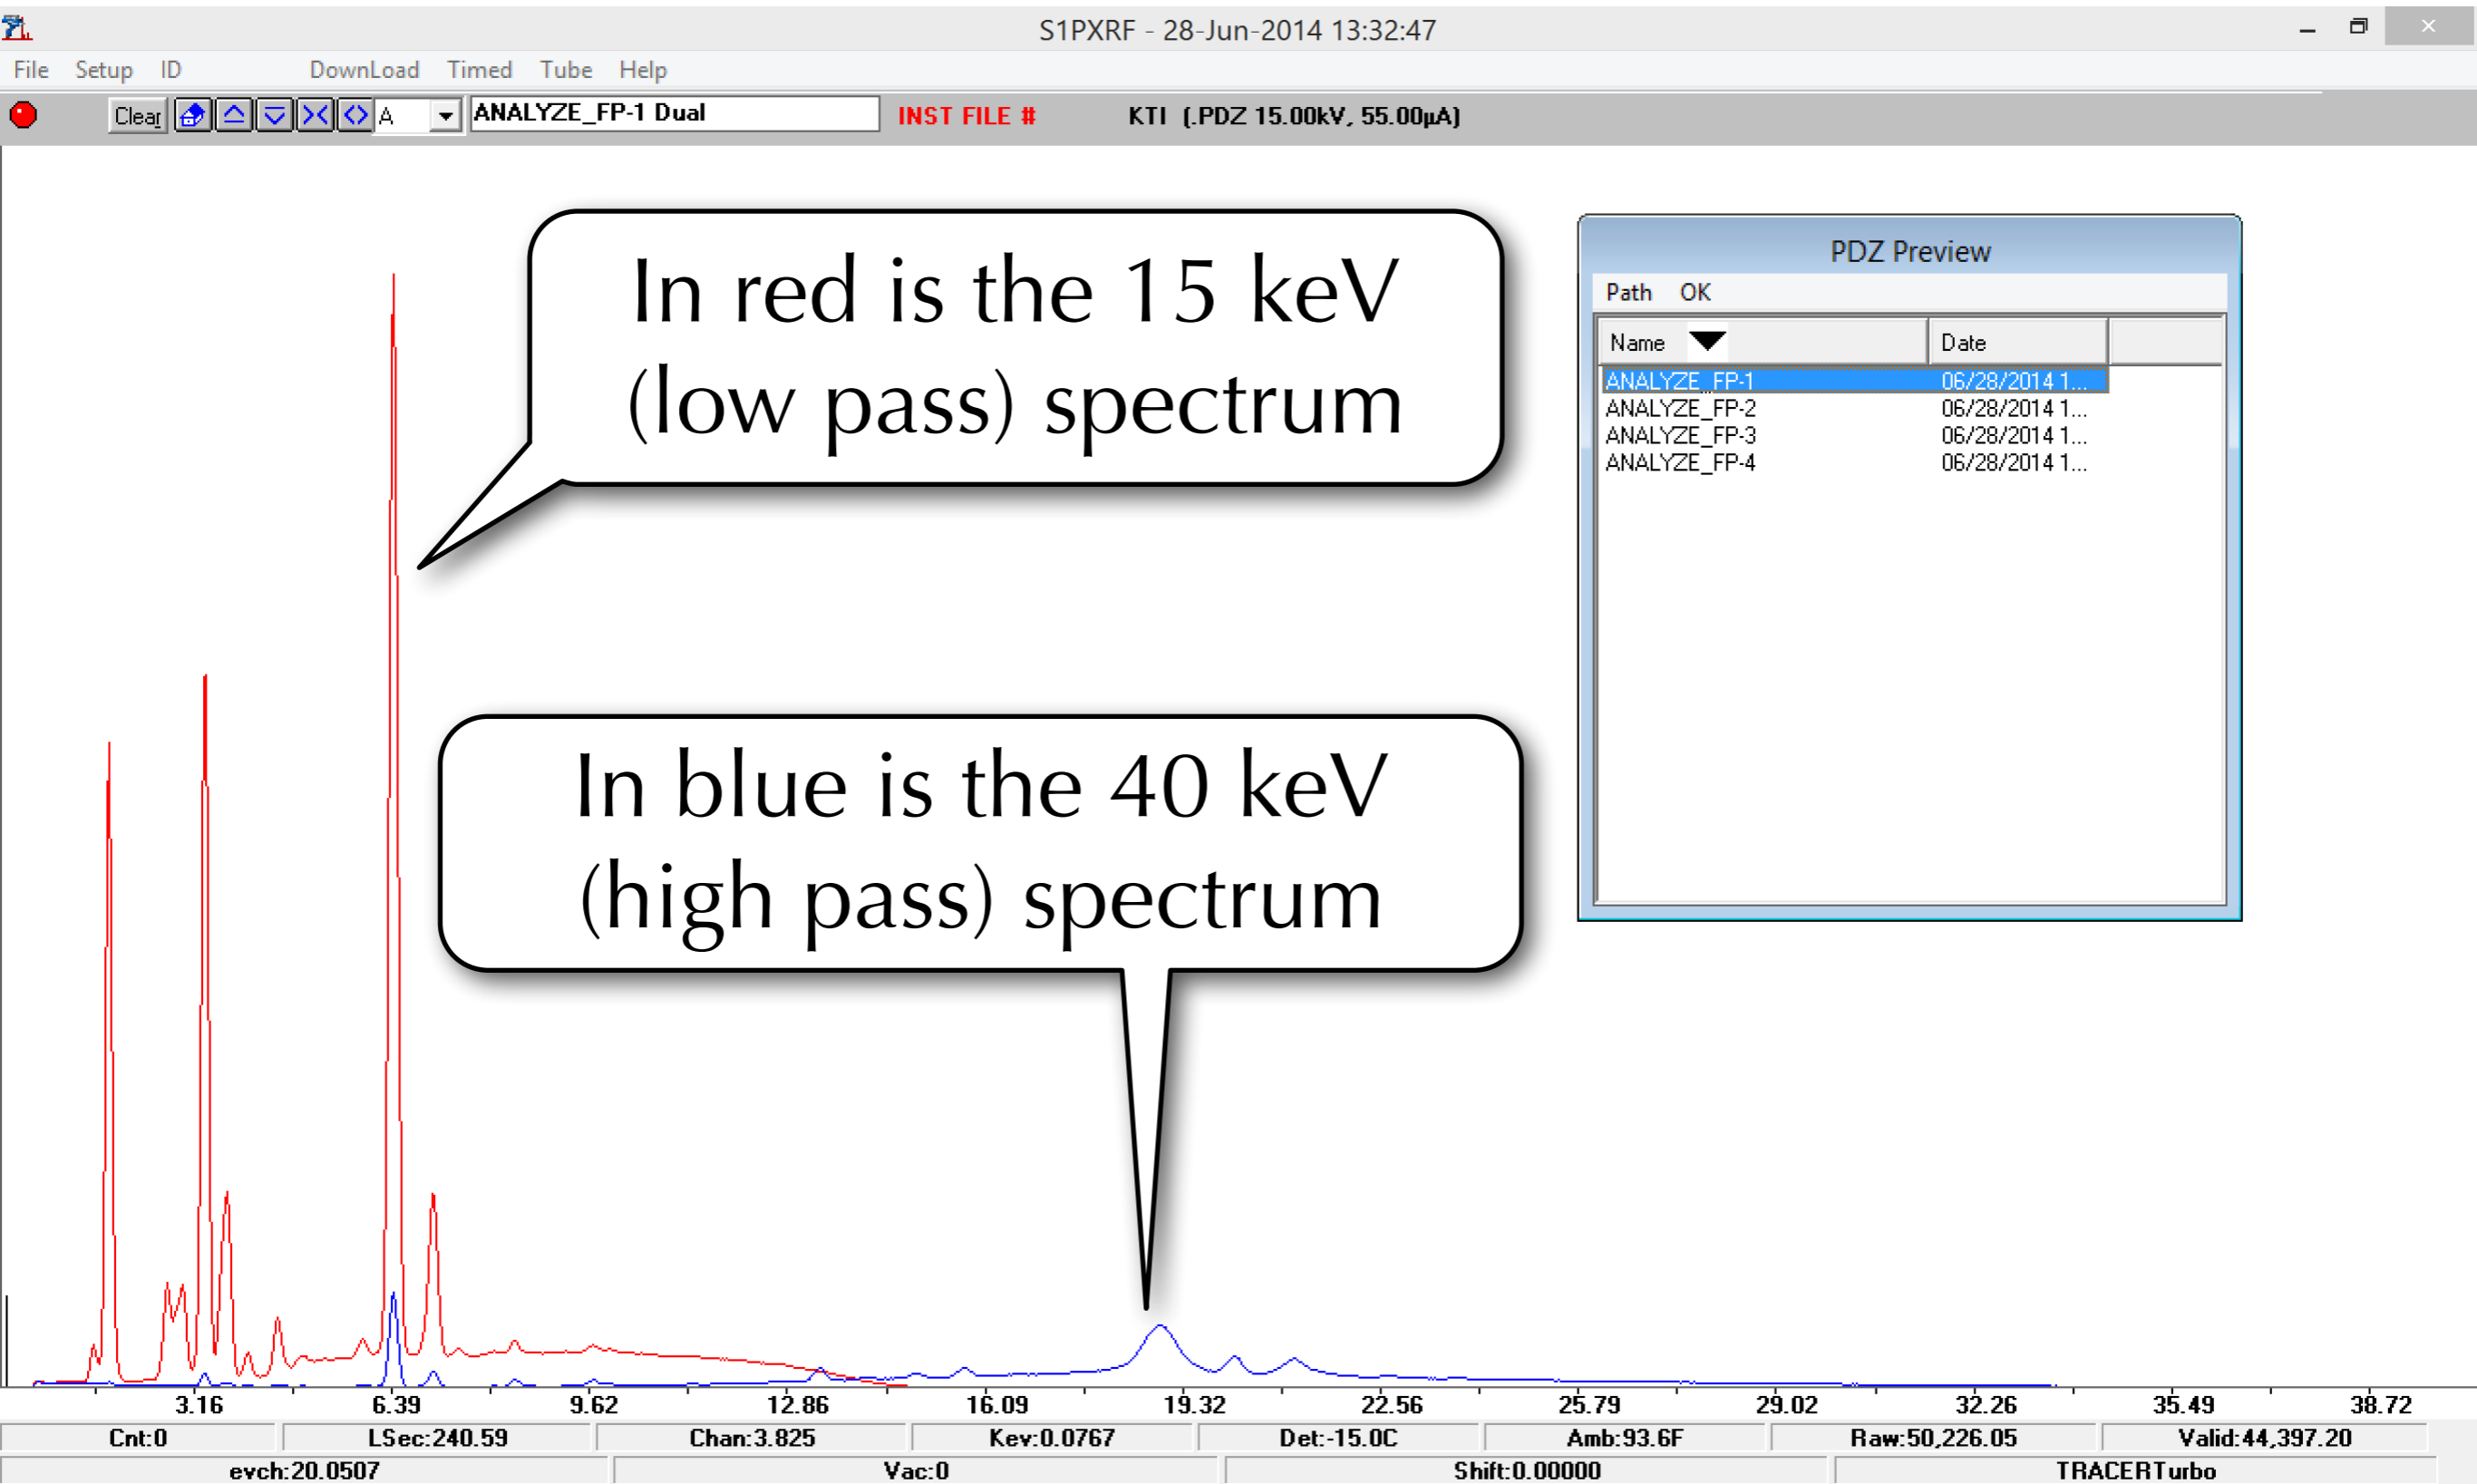 S1PXRF - 28-Jun-2014 13:32:47
File Setup ID DownLoad Timed Tube Help
Clear A ANALYZE_FP-1 Dual INST FILE # KTI (.PDZ 15.00kV, 55.00µA)
In red is the 15 keV
(low pass) spectrum
In blue is the 40 keV
(high pass) spectrum
PDZ Preview
Path OK
Name Date
ANALYZE_FP-1 06/28/2014 1...
ANALYZE_FP-2 06/28/2014 1...
ANALYZE_FP-3 06/28/2014 1...
ANALYZE_FP-4 06/28/2014 1...
3.16 6.39 9.62 12.86 16.09 19.32 22.56 25.79 29.02 32.26 35.49 38.72
Cnt:0 LSec:240.59 Chan:3.825 Kev:0.0767 Det:-15.0C Amb:93.6F Raw:50,226.05 Valid:44,397.20
evch:20.0507 Vac:0 Shift:0.00000 TRACERTurbo